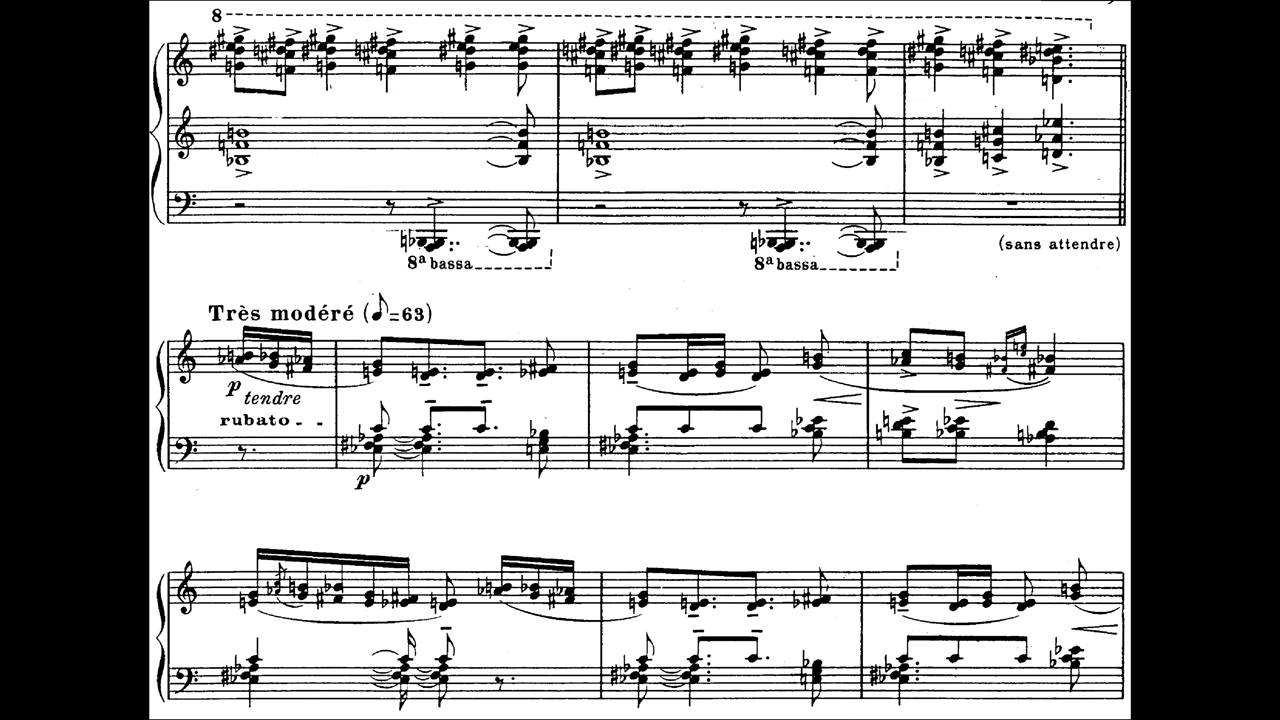 8
(sans attendre)
8ª bassa 8ª bassa
Très modéré (♪=63)
p tendre
rubato
p